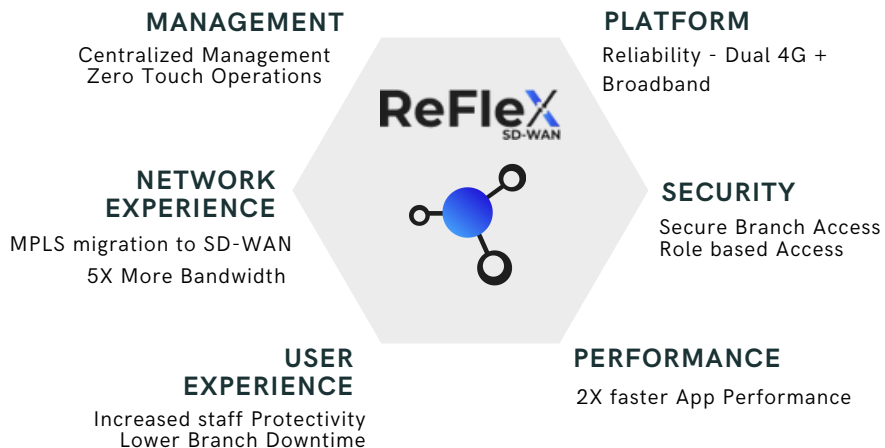 MANAGEMENT
Centralized Management
Zero Touch Operations
PLATFORM
Reliability - Dual 4G +
Broadband
ReFleX
SD-WAN
NETWORK
EXPERIENCE
MPLS migration to SD-WAN
5X More Bandwidth
SECURITY
Secure Branch Access
Role based Access
USER
EXPERIENCE
Increased staff Protectivity
Lower Branch Downtime
PERFORMANCE
2X faster App Performance